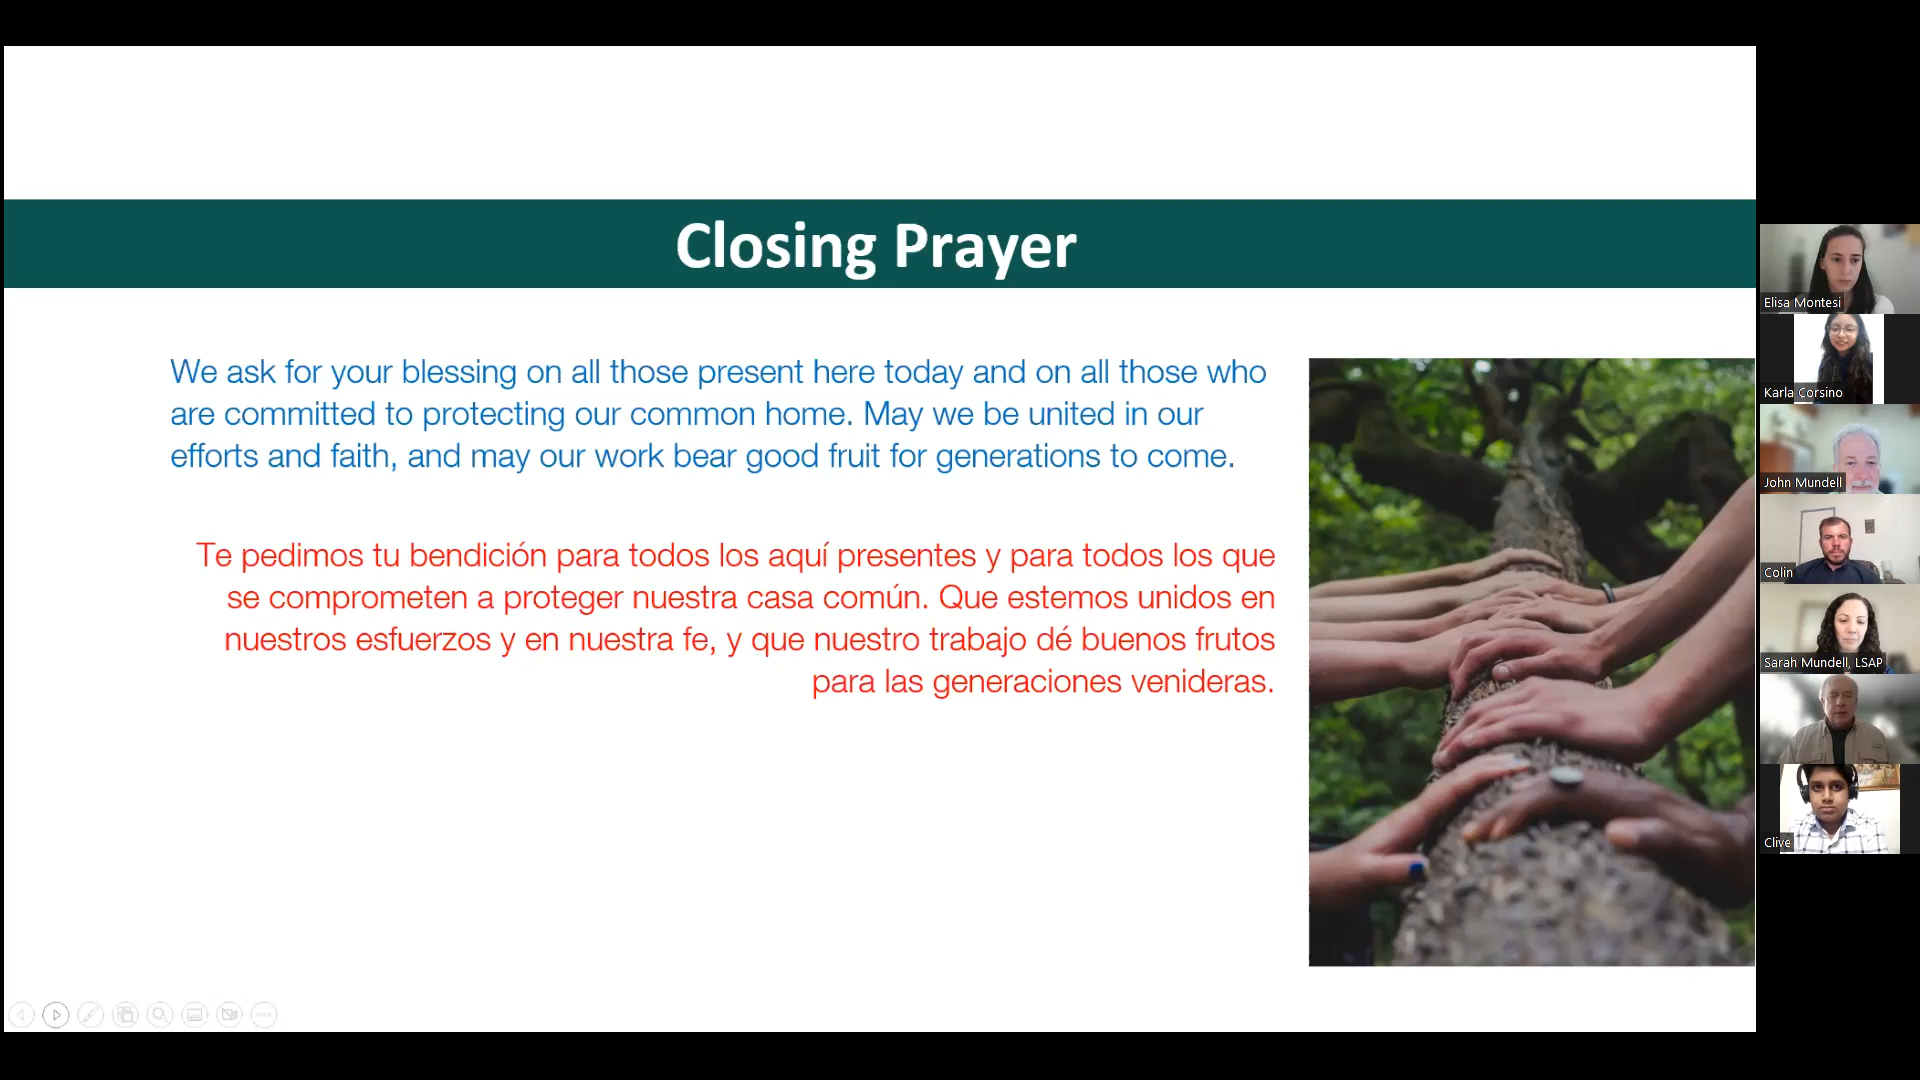 Closing Prayer
We ask for your blessing on all those present here today and on all those who
are committed to protecting our common home. May we be united in our
efforts and faith, and may our work bear good fruit for generations to come.
Te pedimos tu bendición para todos los aquí presentes y para todos los que
se comprometen a proteger nuestra casa común. Que estemos unidos en
nuestros esfuerzos y en nuestra fe, y que nuestro trabajo dé buenos frutos
para las generaciones venideras.
Elisa Montesi
Karla Corsino
John Mundell
Colin
Sarah Mundell, LSAP
Clive